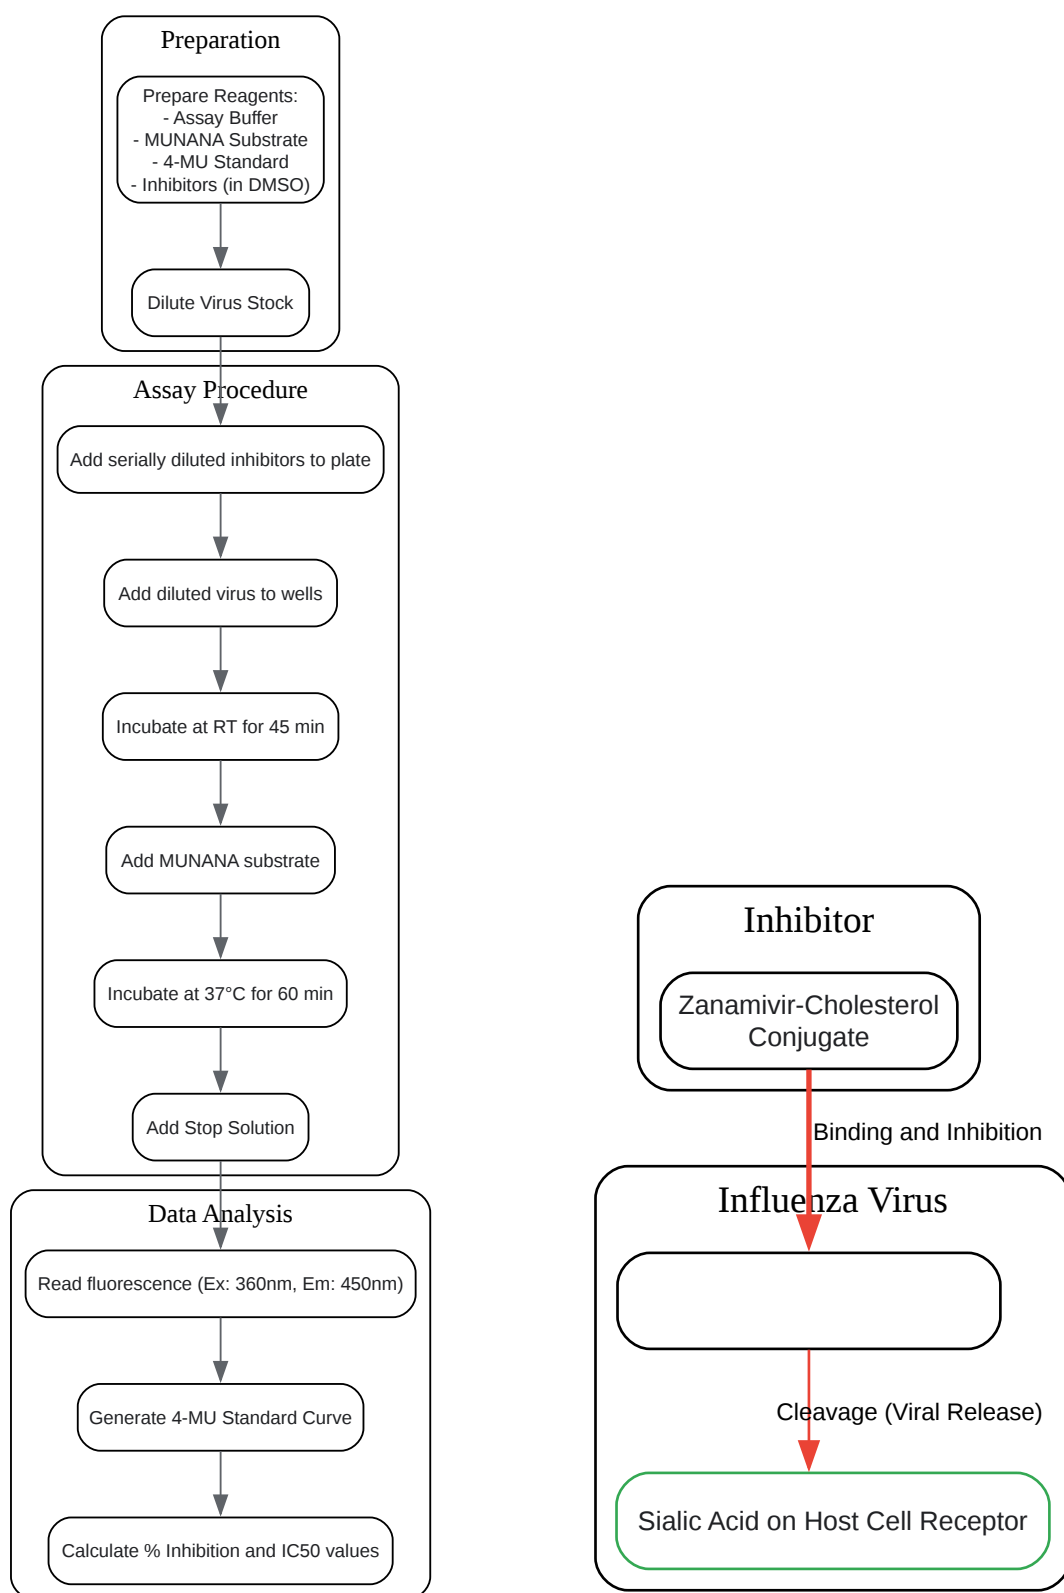 Preparation
Prepare Reagents:
- Assay Buffer
- MUNANA Substrate
- 4-MU Standard
- Inhibitors (in DMSO)
Dilute Virus Stock
Assay Procedure
Add serially diluted inhibitors to plate
Add diluted virus to wells
Incubate at RT for 45 min
Add MUNANA substrate
Incubate at 37°C for 60 min
Add Stop Solution
Data Analysis
Read fluorescence (Ex: 360nm, Em: 450nm)
Generate 4-MU Standard Curve
Calculate % Inhibition and IC50 values
Inhibitor
Zanamivir-Cholesterol
Conjugate
Binding and Inhibition
Influenza Virus
Cleavage (Viral Release)
Sialic Acid on Host Cell Receptor